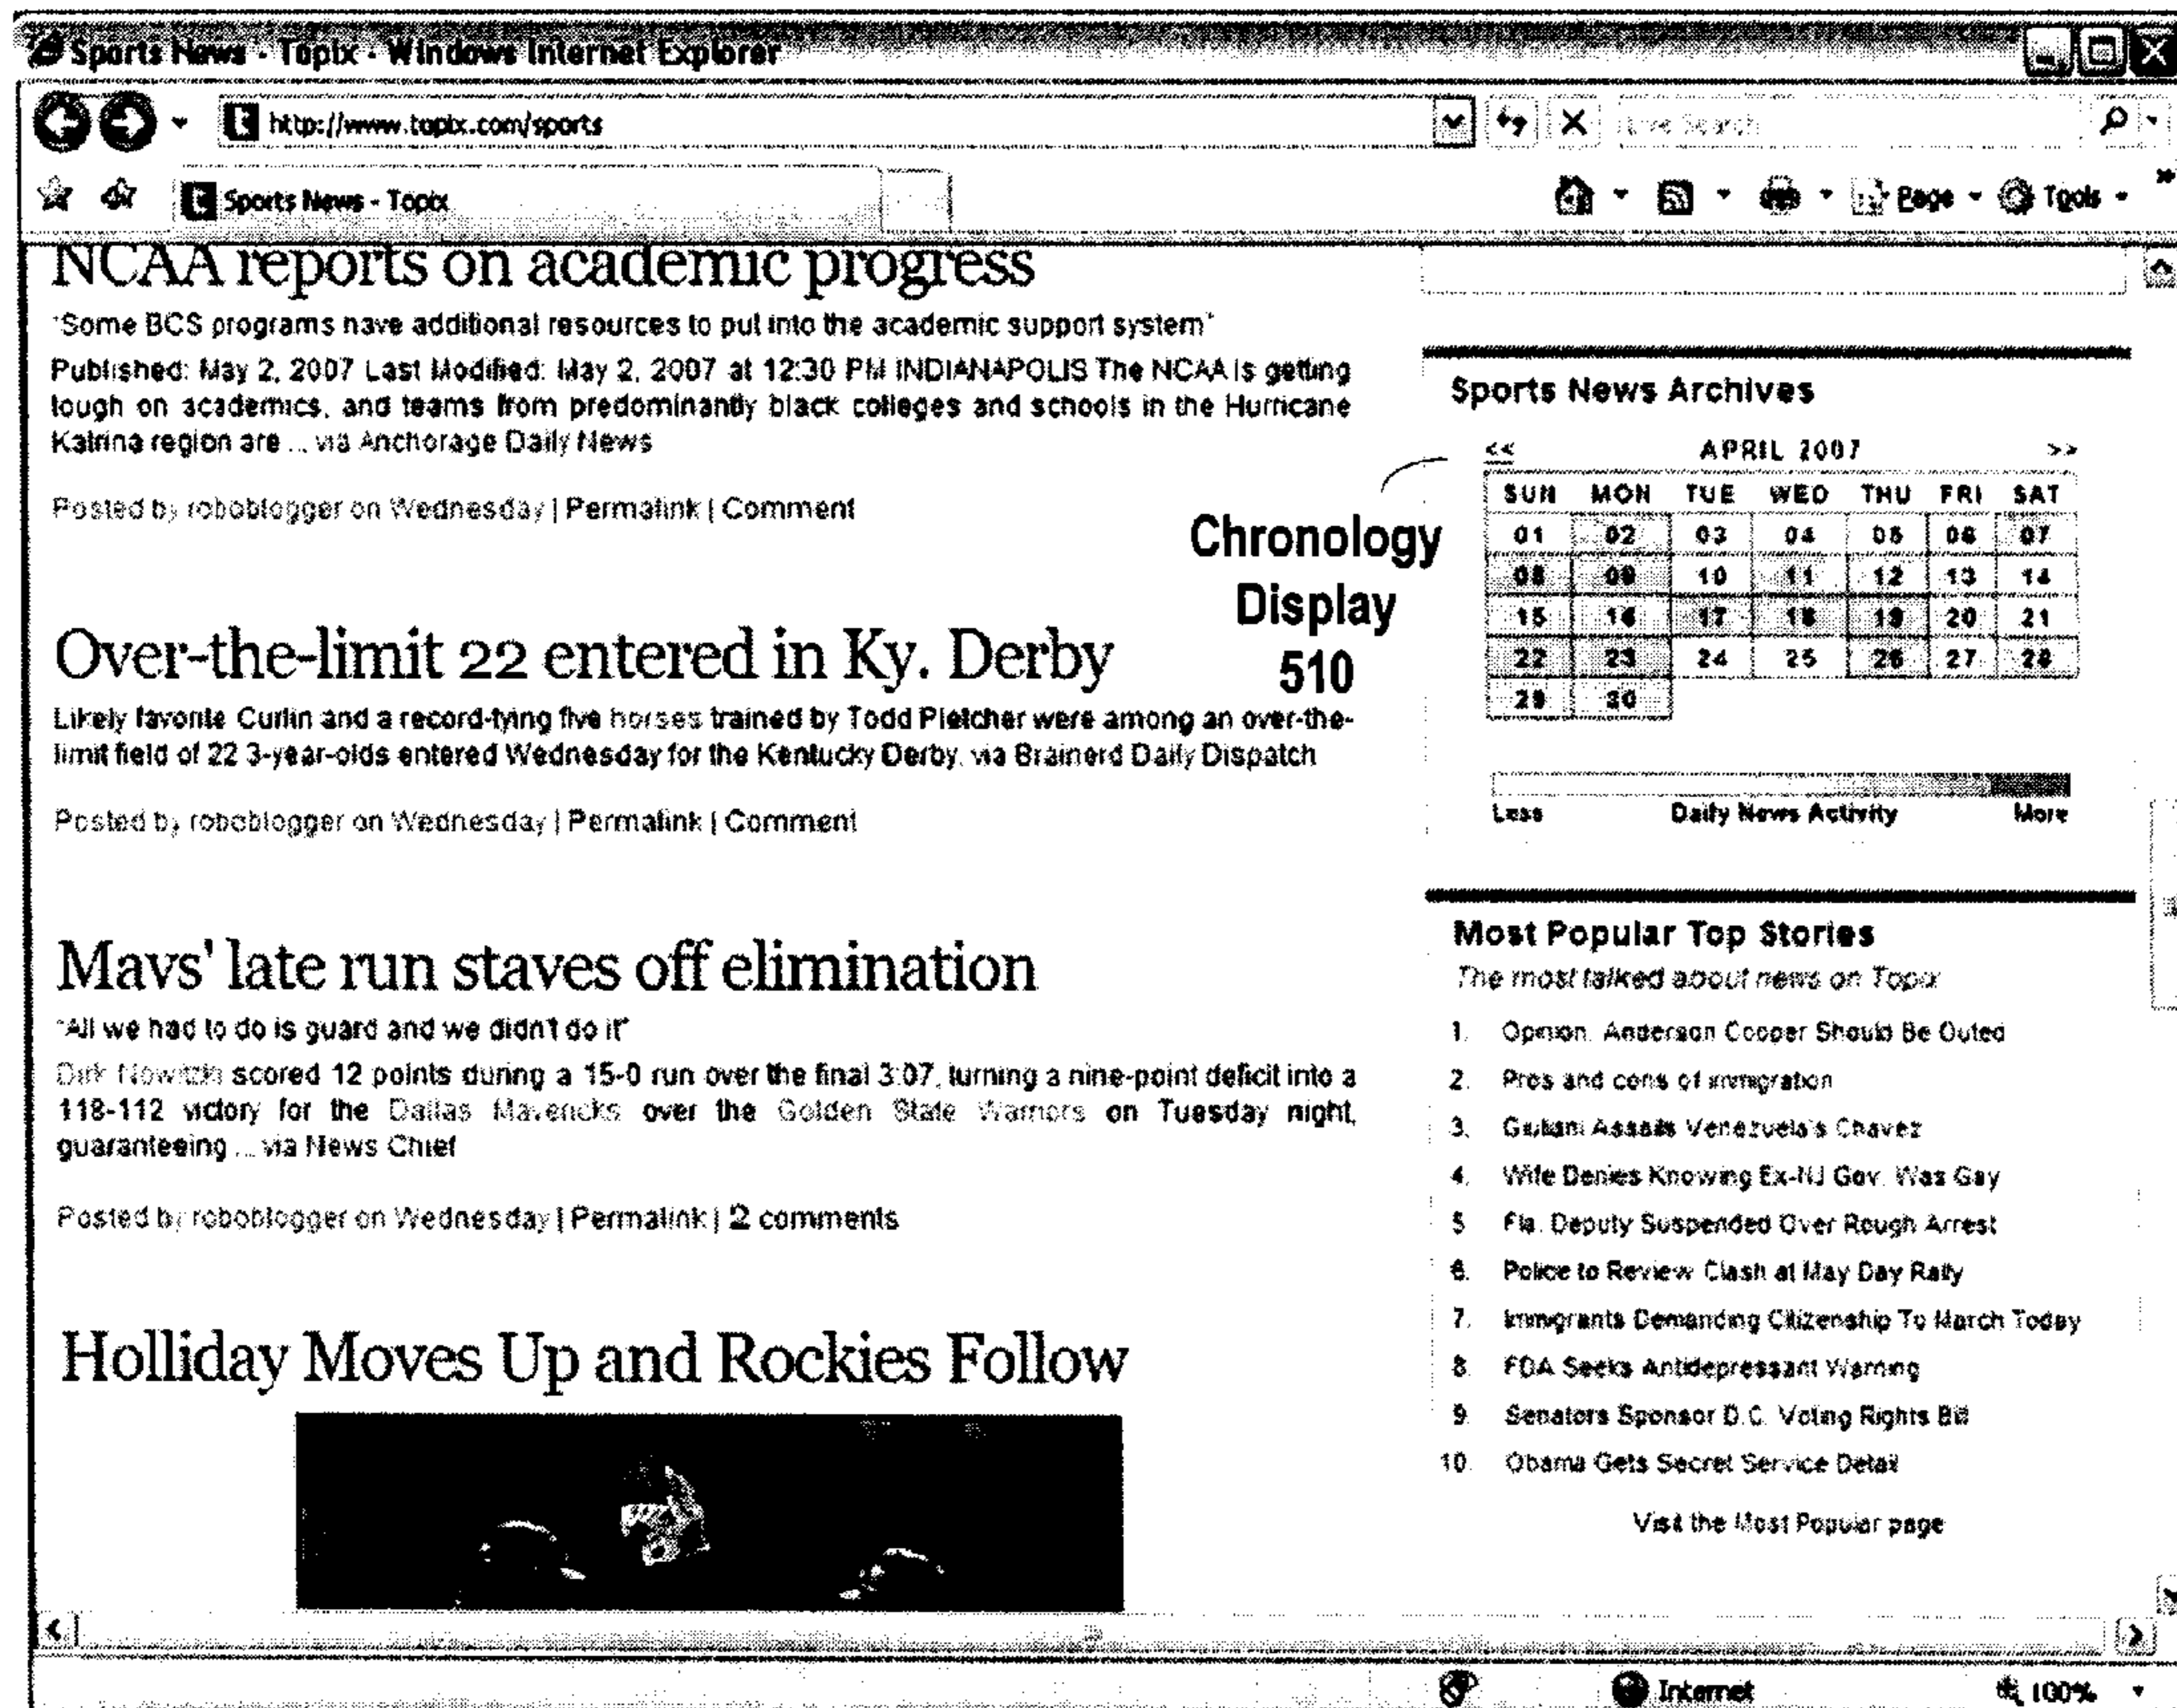 Sports News - Topix - Windows Internet Explorer
http://www.topix.com/sports
Live Search
Sports News - Topix
Page
Tools
NCAA reports on academic progress
"Some BCS programs have additional resources to put into the academic support system"
Published: May 2, 2007 Last Modified: May 2, 2007 at 12:30 PM INDIANAPOLIS The NCAA is getting
tough on academics, and teams from predominantly black colleges and schools in the Hurricane
Katrina region are ... via Anchorage Daily News
Posted by roboblogger on Wednesday | Permalink | Comment
Over-the-limit 22 entered in Ky. Derby
Likely favorite Curlin and a record-tying five horses trained by Todd Pletcher were among an over-the-
limit field of 22 3-year-olds entered Wednesday for the Kentucky Derby. via Brainerd Daily Dispatch
Posted by roboblogger on Wednesday | Permalink | Comment
Mavs' late run staves off elimination
"All we had to do is guard and we didn't do it"
Dirk Nowitzki scored 12 points during a 15-0 run over the final 3:07, turning a nine-point deficit into a
118-112 victory for the Dallas Mavericks over the Golden State Warriors on Tuesday night,
guaranteeing ... via News Chief
Posted by roboblogger on Wednesday | Permalink | 2 comments
Holliday Moves Up and Rockies Follow
Chronology
Display
510
Sports News Archives
<< APRIL 2007 >>
SUN MON TUE WED THU FRI SAT
01 02 03 04 05 06 07
08 09 10 11 12 13 14
15 16 17 18 19 20 21
22 23 24 25 26 27 28
29 30
Less Daily News Activity More
Most Popular Top Stories
The most talked about news on Topix
1. Opinion: Anderson Cooper Should Be Outed
2. Pros and cons of immigration
3. Giuliani Assails Venezuela's Chavez
4. Wife Denies Knowing Ex-NJ Gov. Was Gay
5. Fla. Deputy Suspended Over Rough Arrest
6. Police to Review Clash at May Day Rally
7. Immigrants Demanding Citizenship To March Today
8. FDA Seeks Antidepressant Warning
9. Senators Sponsor D.C. Voting Rights Bill
10. Obama Gets Secret Service Detail
Visit the Most Popular page
Internet
100%